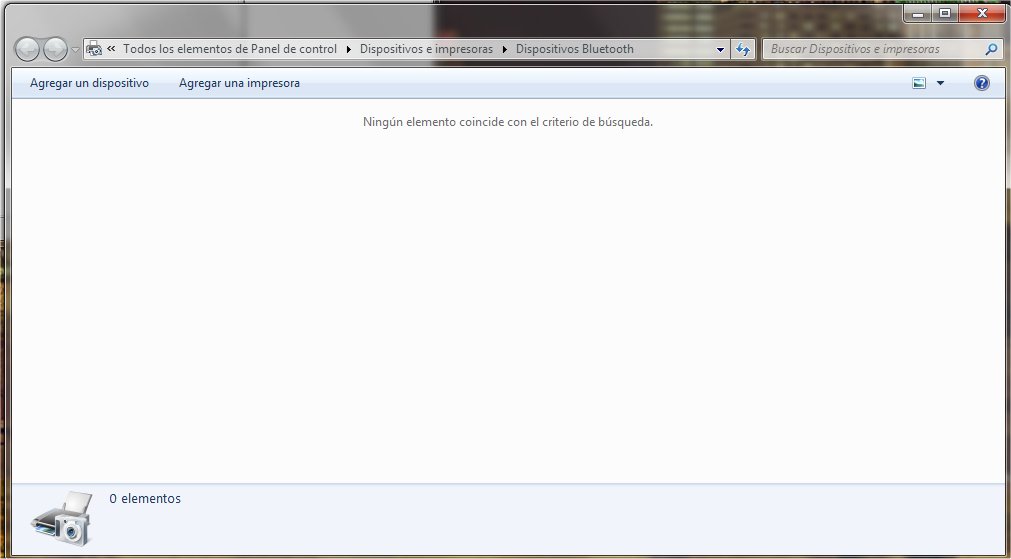 « Todos los elementos de Panel de control ▸ Dispositivos e impresoras ▸ Dispositivos Bluetooth
Buscar Dispositivos e impresoras
Agregar un dispositivo Agregar una impresora
Ningún elemento coincide con el criterio de búsqueda.
0 elementos